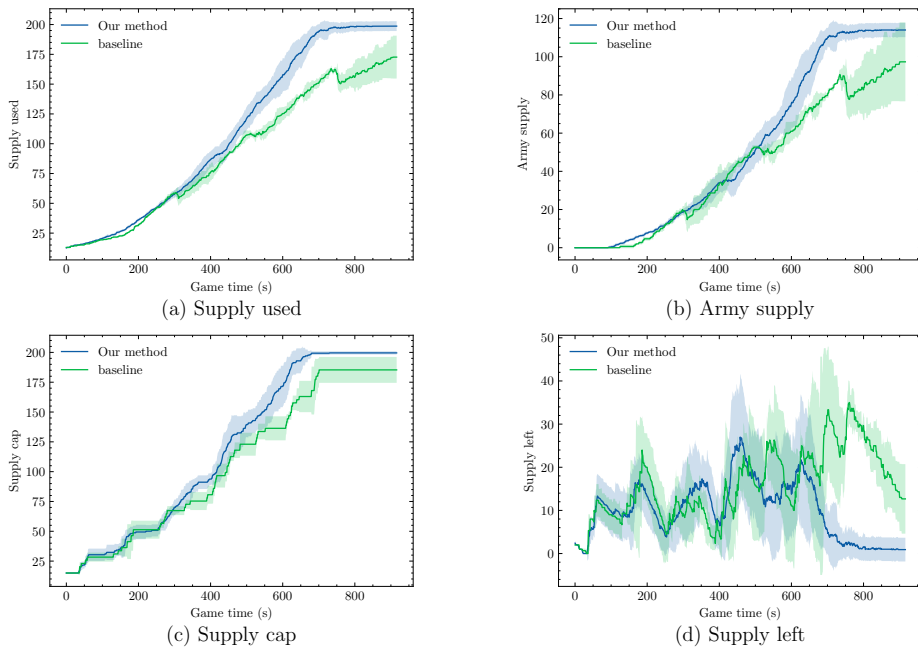 Our method
baseline
200
175
150
125
100
75
50
25
0
200
400
600
800
Supply used
Game time (s)
(a) Supply used
Our method
baseline
120
100
80
60
40
20
0
0
200
400
600
800
Army supply
Game time (s)
(b) Army supply
Our method
baseline
200
175
150
125
100
75
50
25
0
200
400
600
800
Supply cap
Game time (s)
(c) Supply cap
Our method
baseline
50
40
30
20
10
0
0
200
400
600
800
Supply left
Game time (s)
(d) Supply left